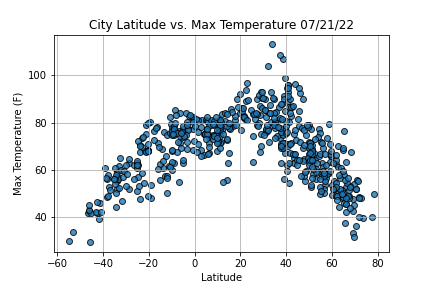 City Latitude vs. Max Temperature 07/21/22
Max Temperature (F)
100
80
60
40
−60 −40 −20 0 20 40 60 80
Latitude